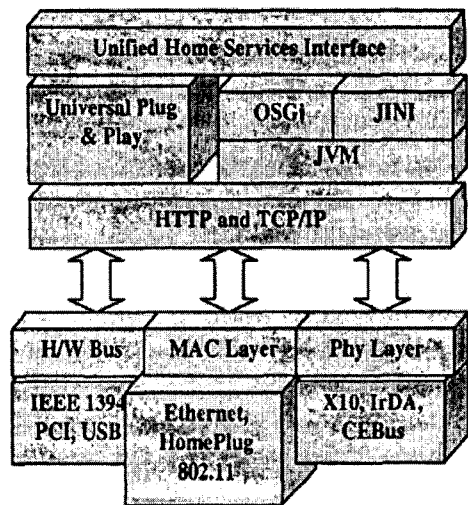 Unified Home Services Interface
Universal Plug
& Play
OSGi
JINI
JVM
HTTP and TCP/IP
H/W Bus
MAC Layer
Phy Layer
IEEE 1394
PCI, USB
Ethernet,
HomePlug
802.11
X10, IrDA,
CEBus